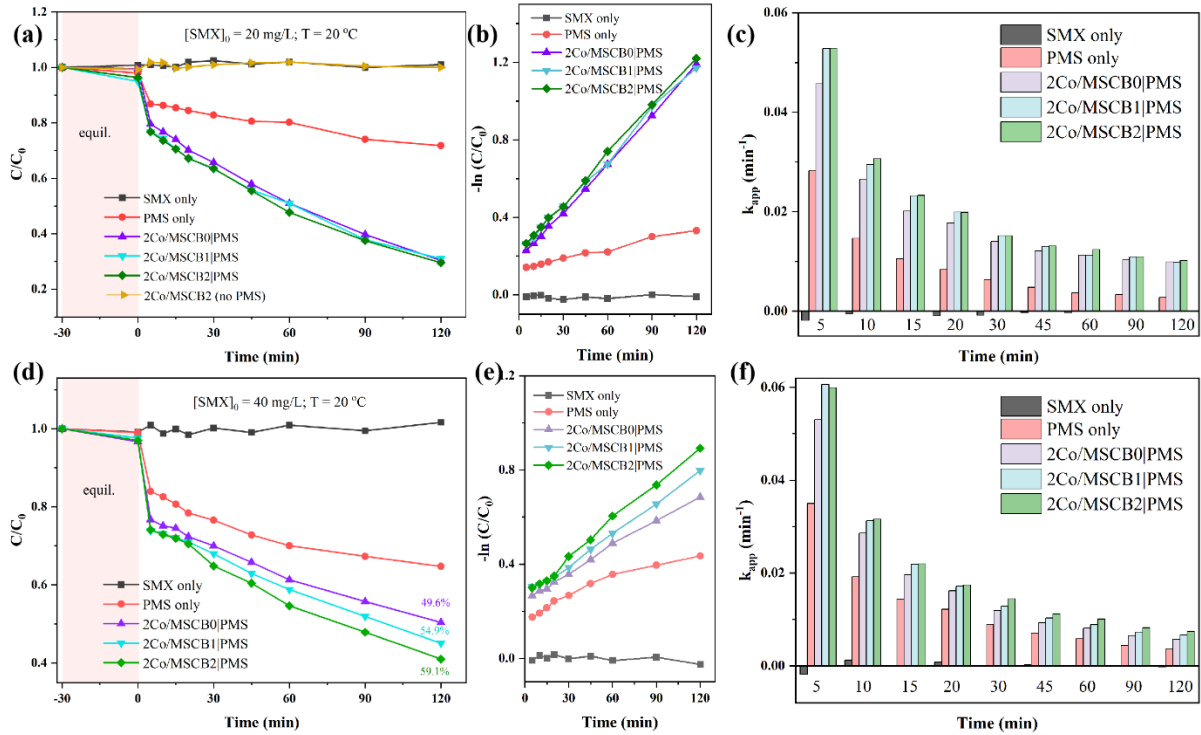 (a)
[SMX]0 = 20 mg/L; T = 20 °C
equil.
C/C0
1.2
1.0
0.8
0.6
0.4
0.2
SMX only
PMS only
2Co/MSCB0|PMS
2Co/MSCB1|PMS
2Co/MSCB2|PMS
2Co/MSCB2 (no PMS)
-30 0 30 60 90 120
Time (min)
(b)
SMX only
PMS only
2Co/MSCB0|PMS
2Co/MSCB1|PMS
2Co/MSCB2|PMS
-ln (C/C0)
1.2
0.8
0.4
0.0
0 30 60 90 120
Time (min)
(c)
SMX only
PMS only
2Co/MSCB0|PMS
2Co/MSCB1|PMS
2Co/MSCB2|PMS
kapp (min-1)
0.06
0.04
0.02
0.00
5 10 15 20 30 45 60 90 120
Time (min)
(d)
[SMX]0 = 40 mg/L; T = 20 °C
equil.
C/C0
1.2
1.0
0.8
0.6
0.4
SMX only
PMS only
2Co/MSCB0|PMS
2Co/MSCB1|PMS
2Co/MSCB2|PMS
49.6%
54.9%
59.1%
-30 0 30 60 90 120
Time (min)
(e)
SMX only
PMS only
2Co/MSCB0|PMS
2Co/MSCB1|PMS
2Co/MSCB2|PMS
-ln (C/C0)
1.2
0.8
0.4
0.0
0 30 60 90 120
Time (min)
(f)
SMX only
PMS only
2Co/MSCB0|PMS
2Co/MSCB1|PMS
2Co/MSCB2|PMS
kapp (min-1)
0.06
0.04
0.02
0.00
5 10 15 20 30 45 60 90 120
Time (min)